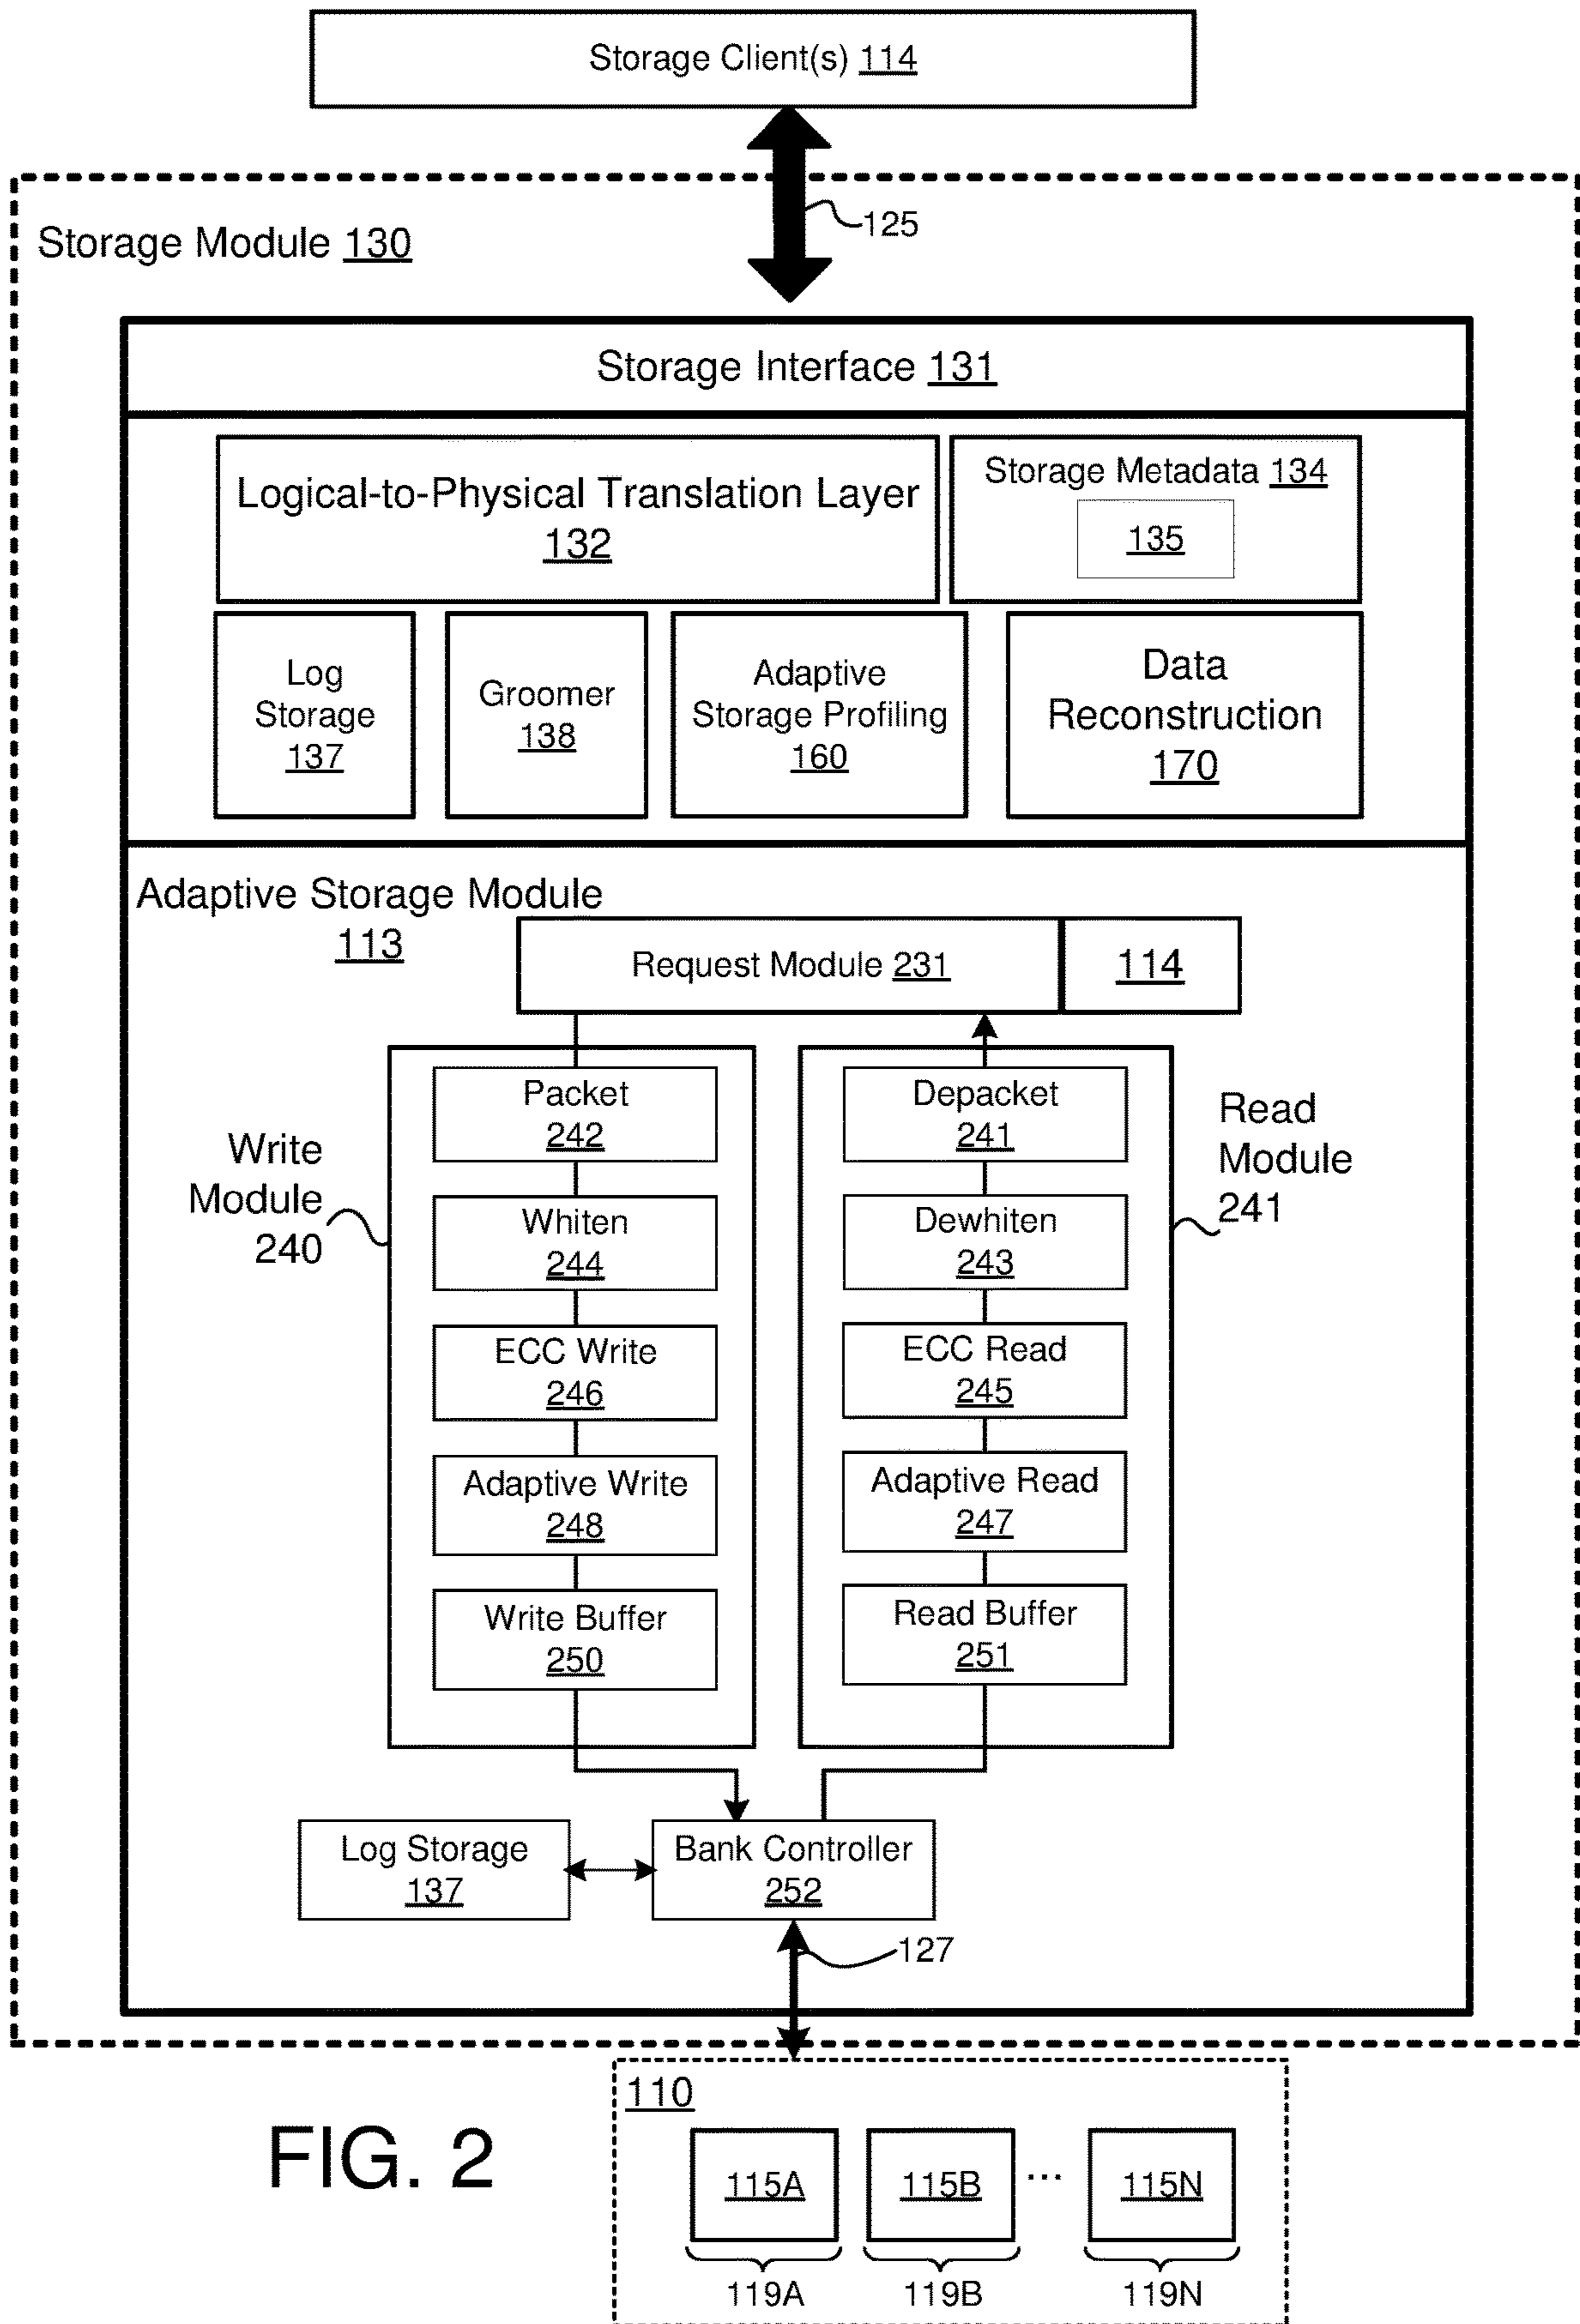 Storage Client(s) 114
125
Storage Module 130
Storage Interface 131
Logical-to-Physical Translation Layer
132
Storage Metadata 134
135
Log
Storage
137
Groomer
138
Adaptive
Storage Profiling
160
Data
Reconstruction
170
Adaptive Storage Module
113
Request Module 231
114
Write
Module
240
Packet
242
Whiten
244
ECC Write
246
Adaptive Write
248
Write Buffer
250
Depacket
241
Dewhiten
243
ECC Read
245
Adaptive Read
247
Read Buffer
251
Read
Module
241
Log Storage
137
Bank Controller
252
127
110
115A
115B
...
115N
119A
119B
119N
FIG. 2